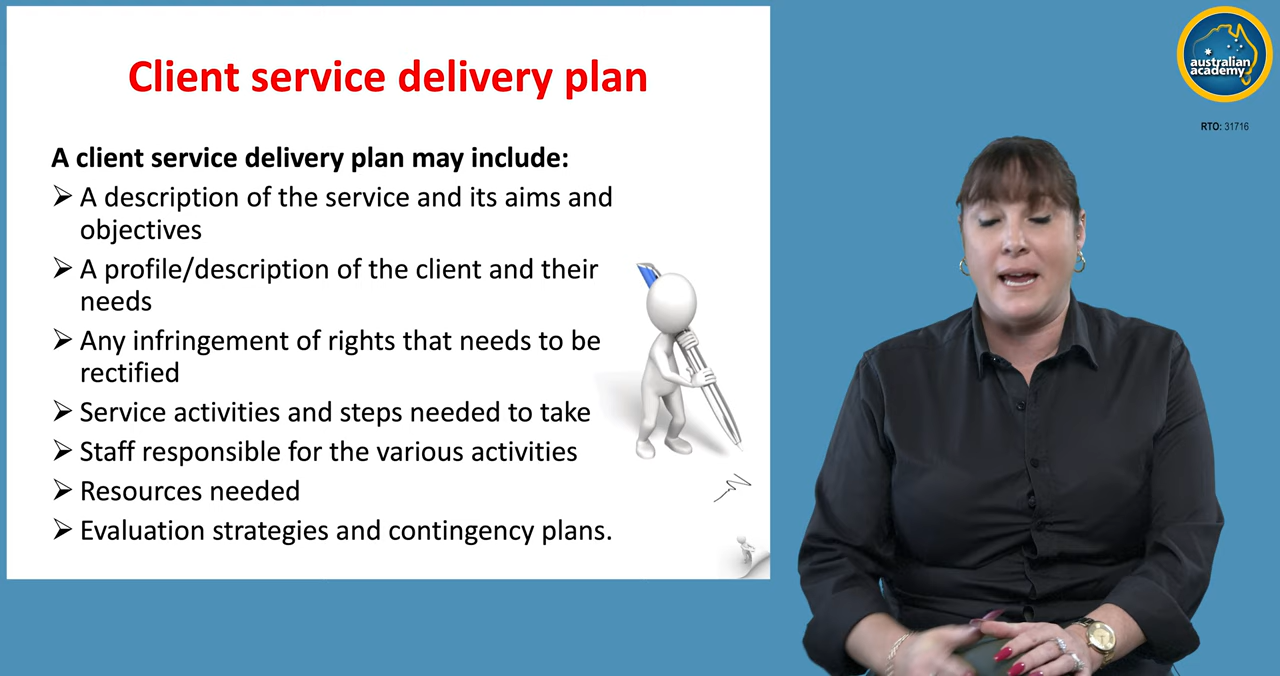 Client service delivery plan
A client service delivery plan may include:
➢ A description of the service and its aims and
objectives
➢ A profile/description of the client and their
needs
➢ Any infringement of rights that needs to be
rectified
➢ Service activities and steps needed to take
➢ Staff responsible for the various activities
➢ Resources needed
➢ Evaluation strategies and contingency plans.
australian
academy
RTO: 31716